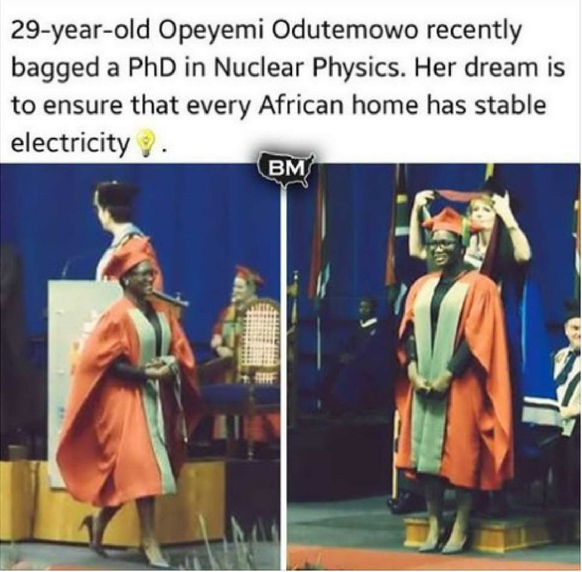 29-year-old Opeyemi Odutemowo recently
bagged a PhD in Nuclear Physics. Her dream is
to ensure that every African home has stable
electricity💡.
BM